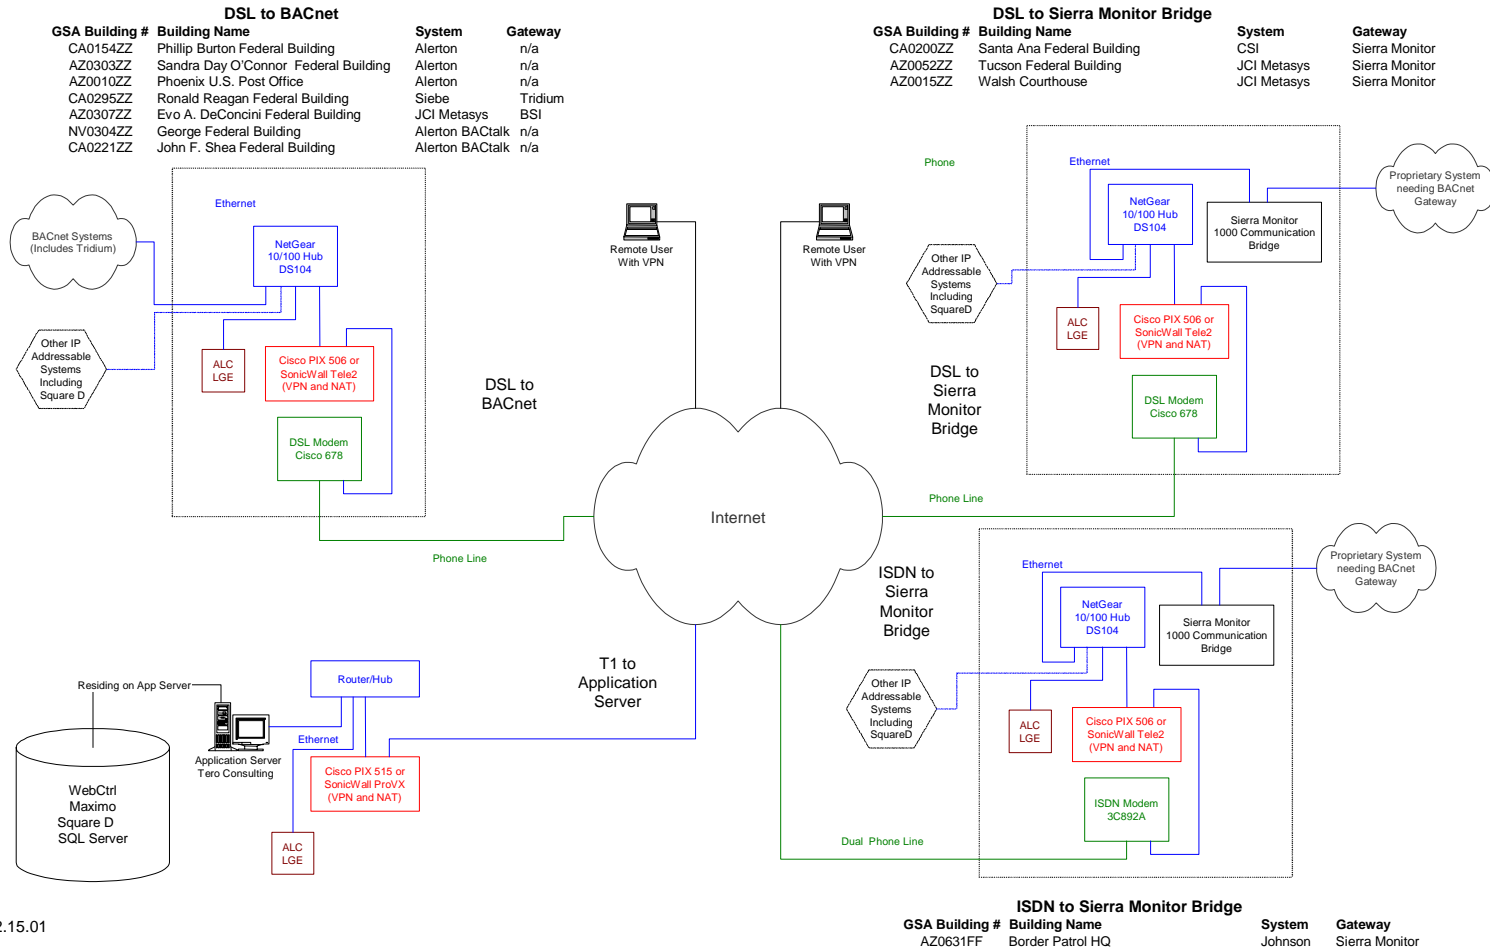 DSL to BACnet
GSA Building # Building Name System Gateway
CA0154ZZ Phillip Burton Federal Building Alerton n/a
AZ0303ZZ Sandra Day O'Connor Federal Building Alerton n/a
AZ0010ZZ Phoenix U.S. Post Office Alerton n/a
CA0295ZZ Ronald Reagan Federal Building Siebe Tridium
AZ0307ZZ Evo A. DeConcini Federal Building JCI Metasys BSI
NV0304ZZ George Federal Building Alerton BACtalk n/a
CA0221ZZ John F. Shea Federal Building Alerton BACtalk n/a
DSL to Sierra Monitor Bridge
GSA Building # Building Name System Gateway
CA0200ZZ Santa Ana Federal Building CSI Sierra Monitor
AZ0052ZZ Tucson Federal Building JCI Metasys Sierra Monitor
AZ0015ZZ Walsh Courthouse JCI Metasys Sierra Monitor
Ethernet
BACnet Systems
(Includes Tridium)
NetGear
10/100 Hub
DS104
Other IP
Addressable
Systems
Including
Square D
ALC
LGE
Cisco PIX 506 or
SonicWall Tele2
(VPN and NAT)
DSL Modem
Cisco 678
DSL to
BACnet
Phone Line
Remote User
With VPN
Remote User
With VPN
Internet
Phone
Ethernet
NetGear
10/100 Hub
DS104
Sierra Monitor
1000 Communication
Bridge
Proprietary System
needing BACnet
Gateway
Other IP
Addressable
Systems
Including
SquareD
ALC
LGE
Cisco PIX 506 or
SonicWall Tele2
(VPN and NAT)
DSL Modem
Cisco 678
DSL to
Sierra
Monitor
Bridge
Phone Line
ISDN to
Sierra
Monitor
Bridge
Ethernet
NetGear
10/100 Hub
DS104
Sierra Monitor
1000 Communication
Bridge
Proprietary System
needing BACnet
Gateway
Other IP
Addressable
Systems
Including
SquareD
ALC
LGE
Cisco PIX 506 or
SonicWall Tele2
(VPN and NAT)
ISDN Modem
3C892A
Dual Phone Line
T1 to
Application
Server
Residing on App Server
Router/Hub
Ethernet
Application Server
Tero Consulting
Cisco PIX 515 or
SonicWall ProVX
(VPN and NAT)
WebCtrl
Maximo
Square D
SQL Server
ALC
LGE
2.15.01
ISDN to Sierra Monitor Bridge
GSA Building # Building Name System Gateway
AZ0631FF Border Patrol HQ Johnson Sierra Monitor